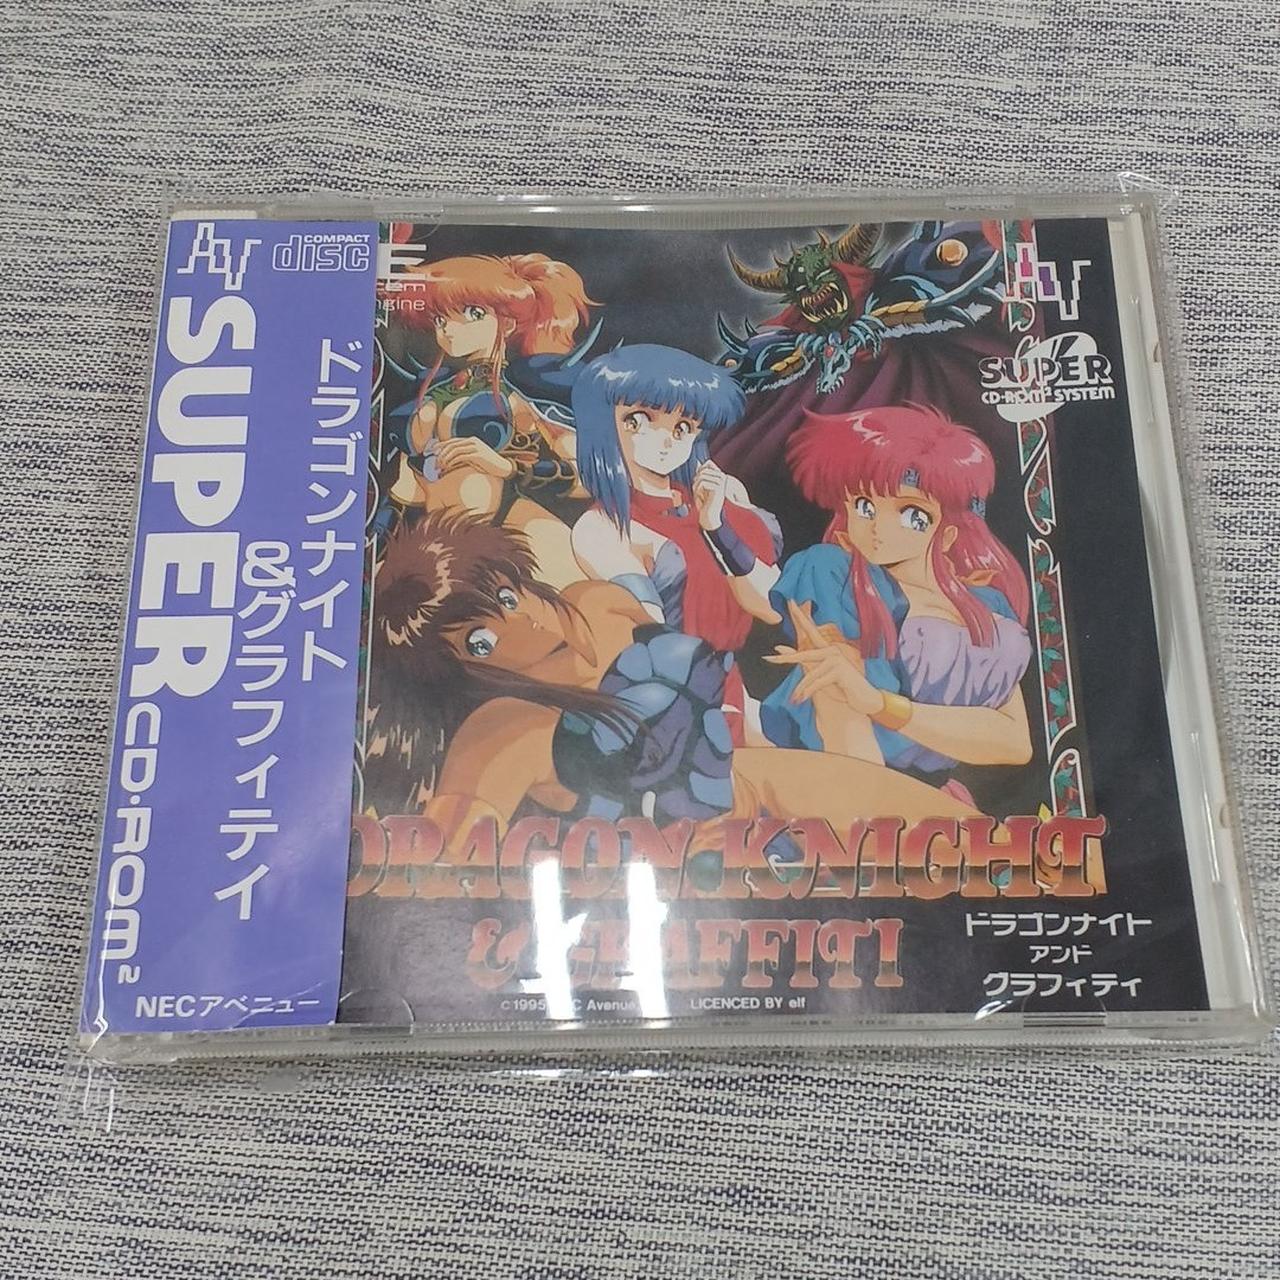 COMPACT
disc
SUPER CD-ROM²
ドラゴンナイト
&グラフィティ
NECアベニュー
SUPER
CD-ROM² SYSTEM
DRAGON KNIGHT
& GRAFFITI
ドラゴンナイト
アンド
グラフィティ
LICENCED BY elf